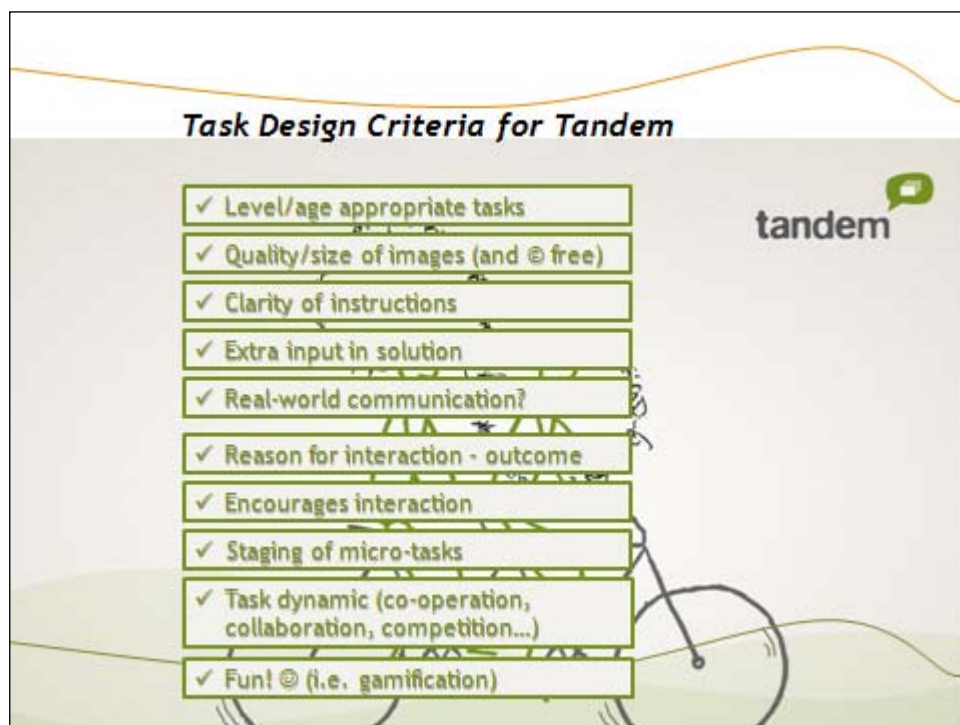 Task Design Criteria for Tandem
tandem
✓ Level/age appropriate tasks
✓ Quality/size of images (and © free)
✓ Clarity of instructions
✓ Extra input in solution
✓ Real-world communication?
✓ Reason for interaction - outcome
✓ Encourages interaction
✓ Staging of micro-tasks
✓ Task dynamic (co-operation,
collaboration, competition...)
✓ Fun! ☺ (i.e. gamification)